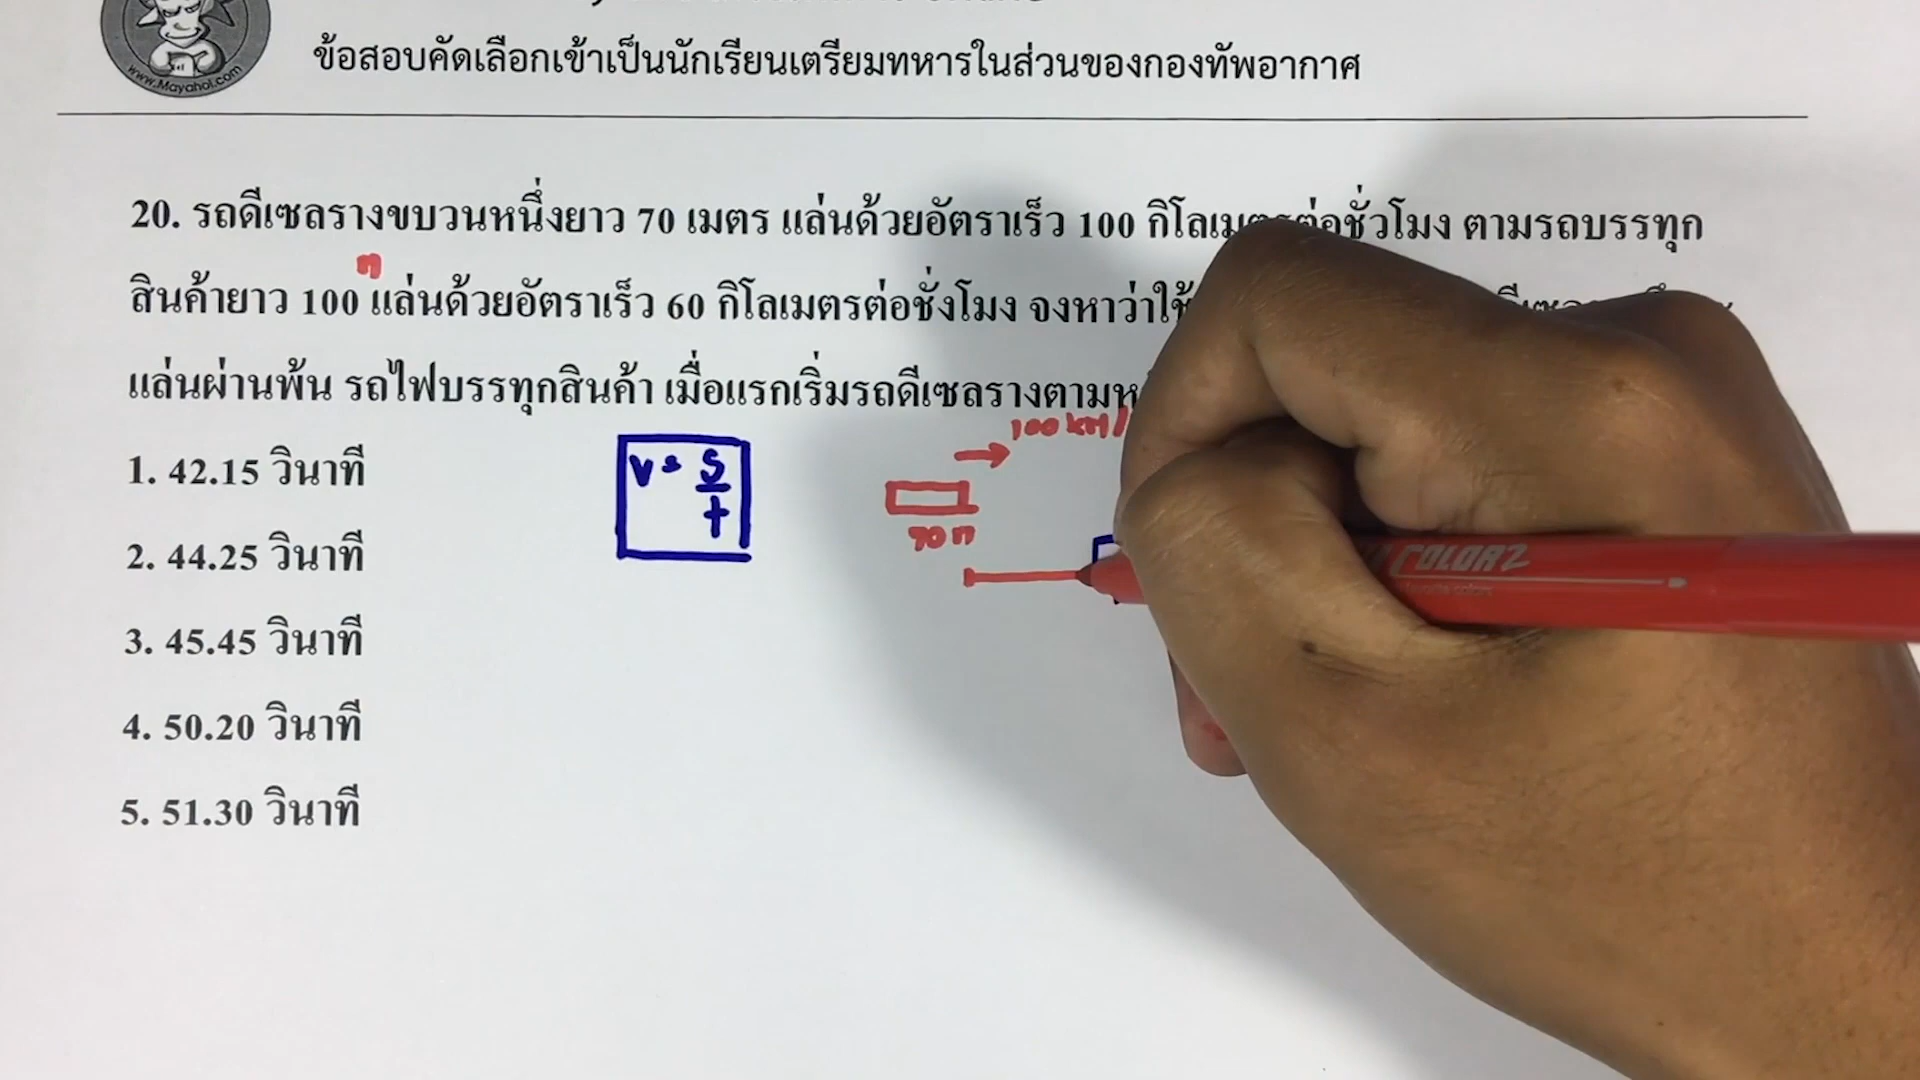 www.Mayahol.com
ข้อสอบคัดเลือกเข้าเป็นนักเรียนเตรียมทหารในส่วนของกองทัพอากาศ
20. รถดีเซลรางขบวนหนึ่งยาว 70 เมตร แล่นด้วยอัตราเร็ว 100 กิโลเมตรต่อชั่วโมง ตามรถบรรทุก
ม
สินค้ายาว 100 แล่นด้วยอัตราเร็ว 60 กิโลเมตรต่อชั่งโมง จงหาว่าใช้
แล่นผ่านพ้น รถไฟบรรทุกสินค้า เมื่อแรกเริ่มรถดีเซลรางตามห
100 km/
1. 42.15 วินาที
v = s/t
70 ม
2. 44.25 วินาที
COLOR2
3. 45.45 วินาที
4. 50.20 วินาที
5. 51.30 วินาที